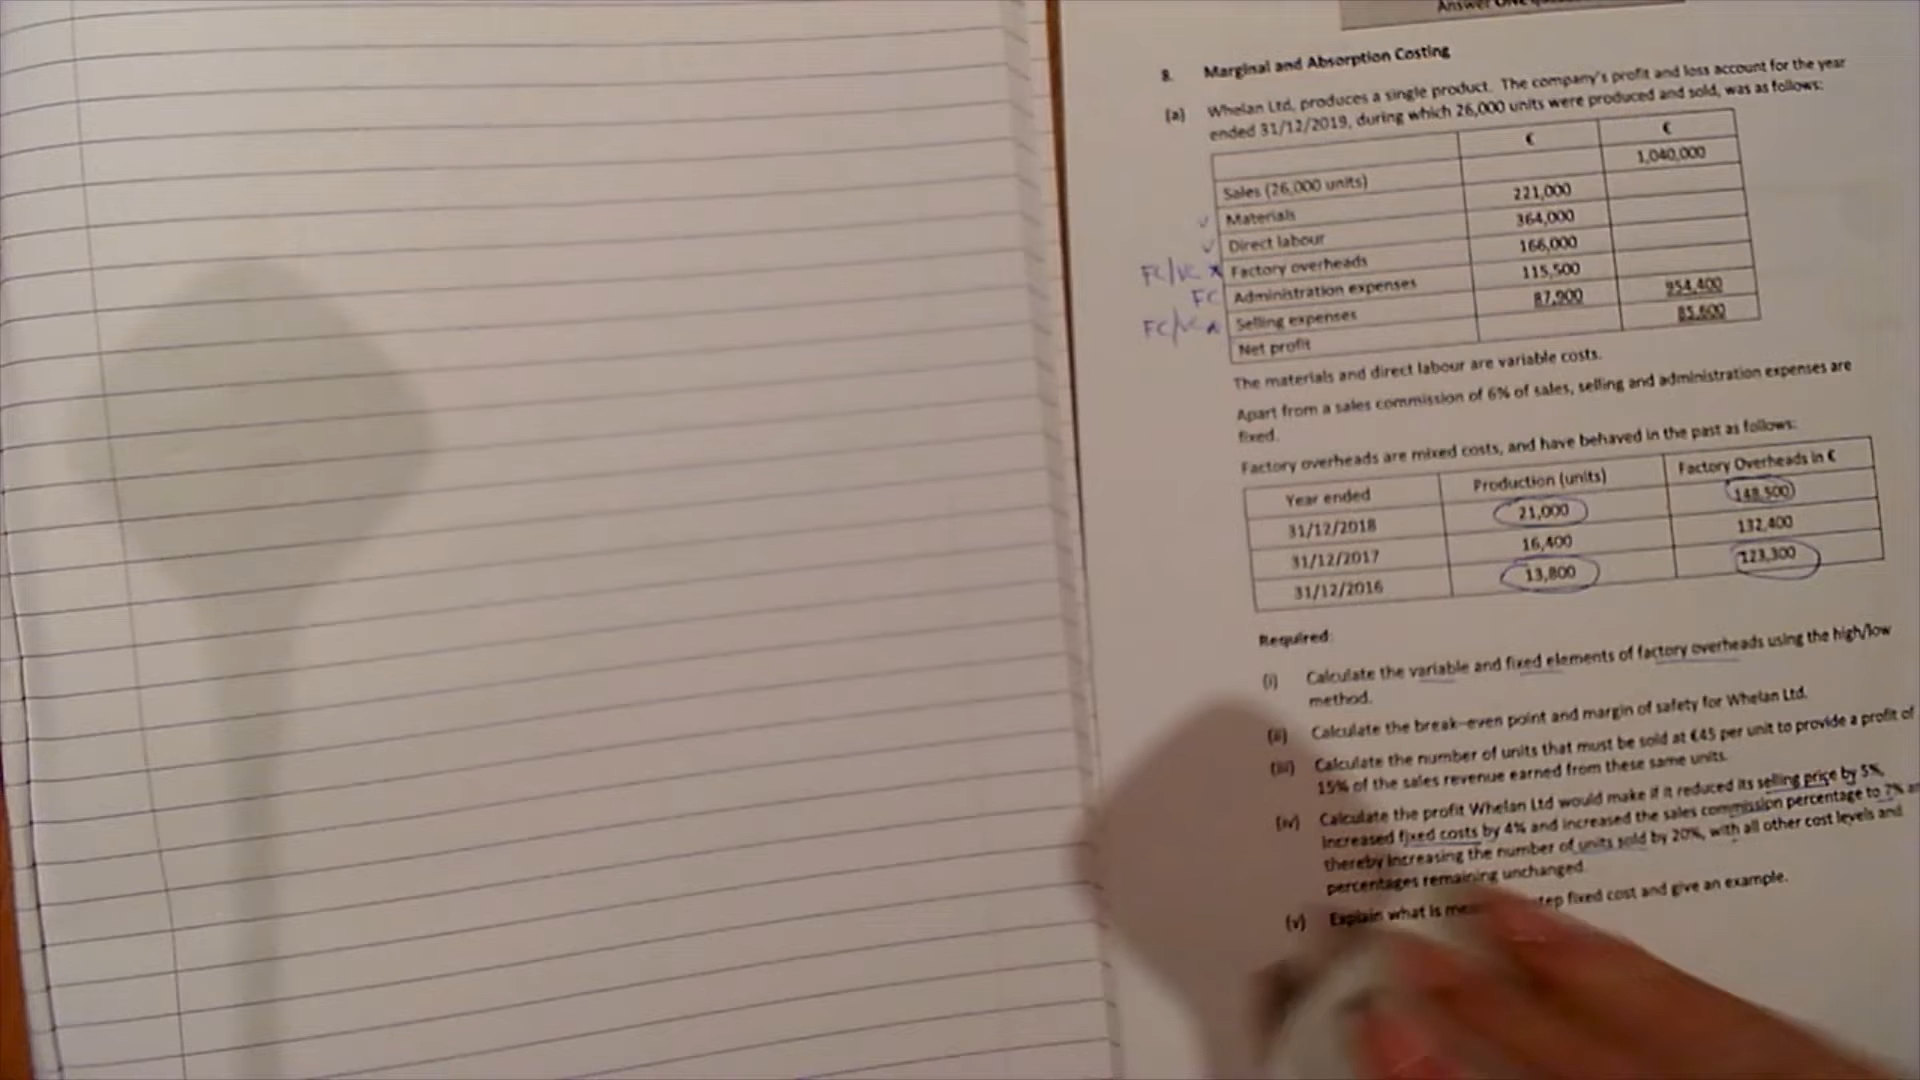 Answer ONE
8. Marginal and Absorption Costing
(a) Whelan Ltd, produces a single product. The company's profit and loss account for the year
ended 31/12/2019, during which 26,000 units were produced and sold, was as follows:
€ €
Sales (26,000 units) 1,040,000
Materials 221,000
Direct labour 364,000
FC/VC Factory overheads 166,000
FC Administration expenses 115,500
FC/VC Selling expenses 87,900 954,400
Net profit 85,600
The materials and direct labour are variable costs.
Apart from a sales commission of 6% of sales, selling and administration expenses are
fixed.
Factory overheads are mixed costs, and have behaved in the past as follows:
Year ended Production (units) Factory Overheads in €
31/12/2018 21,000 148,500
31/12/2017 16,400 132,400
31/12/2016 13,800 123,300
Required:
(i) Calculate the variable and fixed elements of factory overheads using the high/low
method.
(ii) Calculate the break-even point and margin of safety for Whelan Ltd.
(iii) Calculate the number of units that must be sold at €45 per unit to provide a profit of
15% of the sales revenue earned from these same units.
(iv) Calculate the profit Whelan Ltd would make if it reduced its selling price by 5%,
increased fixed costs by 4% and increased the sales commission percentage to 7%
thereby increasing the number of units sold by 20%, with all other cost levels and
percentages remaining unchanged.
(v) Explain what is fixed cost and give an example.